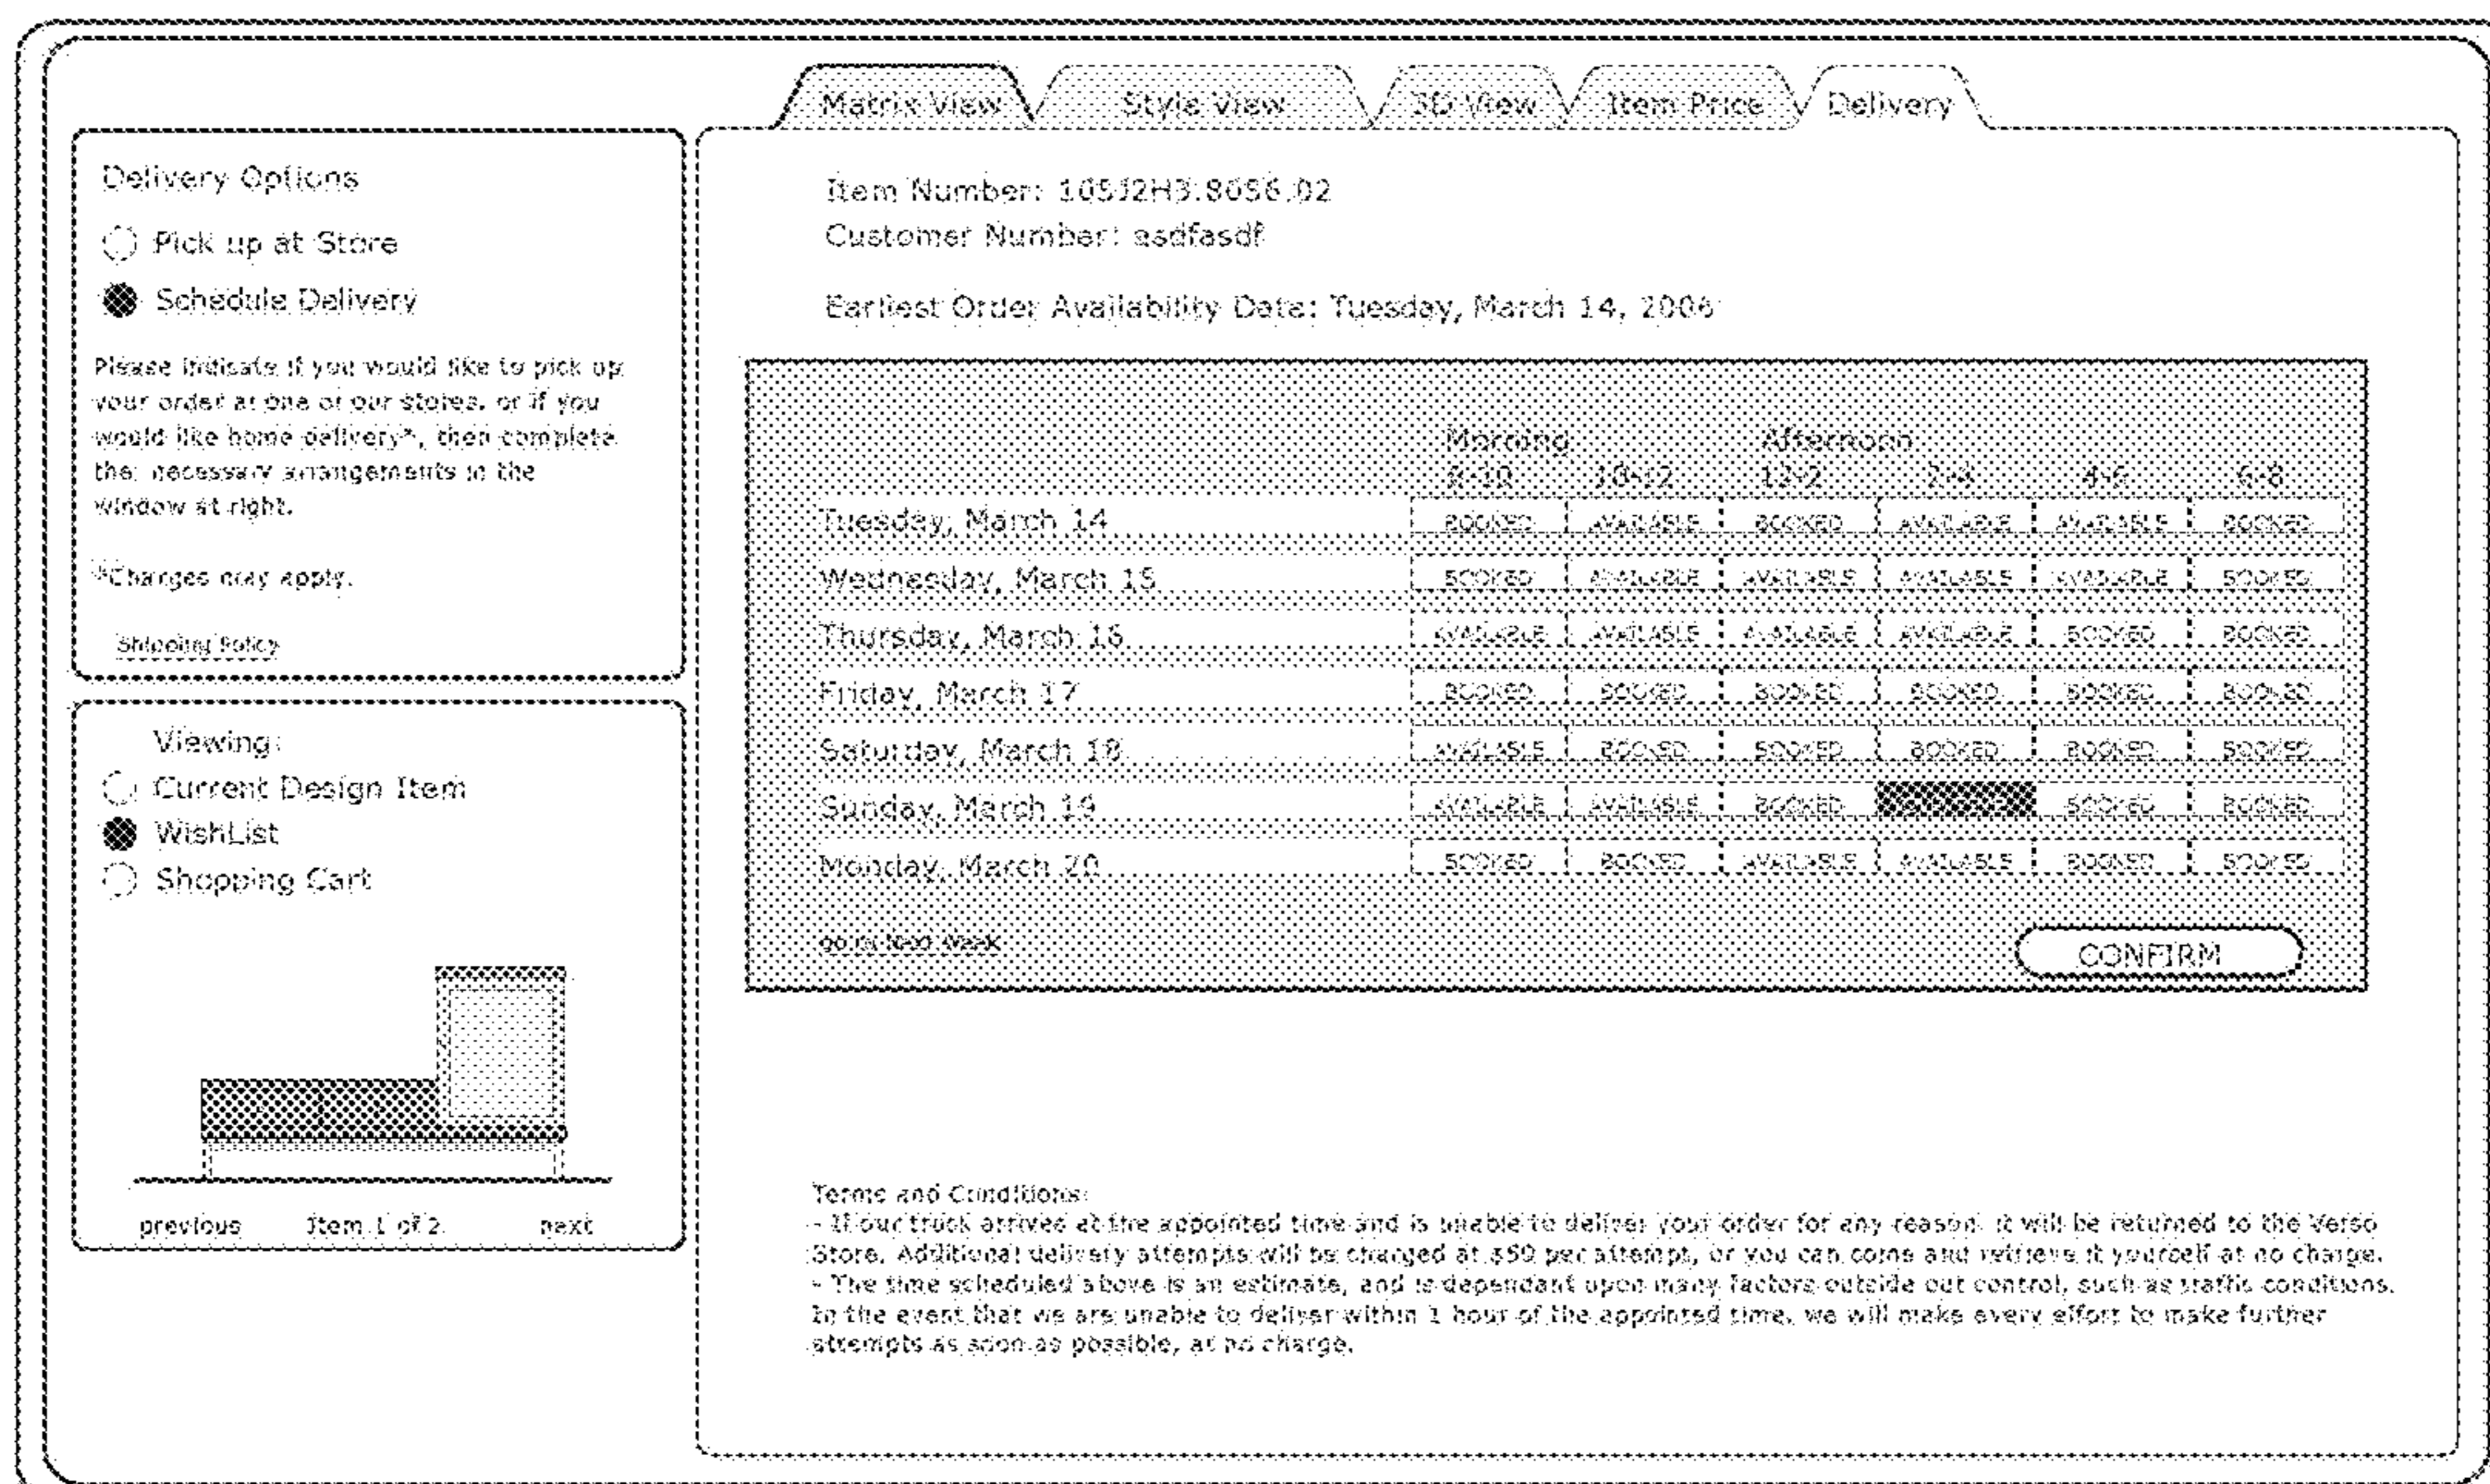 Matrix View Style View 3D View Item Price Delivery
Delivery Options
Pick up at Store
Schedule Delivery
Please indicate if you would like to pick up
your order at one of our stores, or if you
would like home delivery*, then complete
the necessary arrangements in the
window at right.
*Charges may apply.
Shipping Policy
Viewing:
Current Design Item
WishList
Shopping Cart
previous Item 1 of 2 next
Item Number: 105J2H3.8056.02
Customer Number: asdfasdf
Earliest Order Availability Date: Tuesday, March 14, 2006
Morning Afternoon
8-10 10-12 12-2 2-4 4-6 6-8
Tuesday, March 14 BOOKED AVAILABLE BOOKED AVAILABLE AVAILABLE BOOKED
Wednesday, March 15 BOOKED AVAILABLE AVAILABLE AVAILABLE AVAILABLE BOOKED
Thursday, March 16 AVAILABLE AVAILABLE AVAILABLE AVAILABLE BOOKED BOOKED
Friday, March 17 BOOKED BOOKED BOOKED BOOKED BOOKED BOOKED
Saturday, March 18 AVAILABLE BOOKED BOOKED BOOKED BOOKED BOOKED
Sunday, March 19 AVAILABLE AVAILABLE BOOKED BOOKED BOOKED
Monday, March 20 BOOKED BOOKED AVAILABLE AVAILABLE BOOKED BOOKED
go to Next Week
CONFIRM
Terms and Conditions:
- If our truck arrives at the appointed time and is unable to deliver your order for any reason, it will be returned to the Verso
Store. Additional delivery attempts will be charged at $50 per attempt, or you can come and retrieve it yourself at no charge.
- The time scheduled above is an estimate, and is dependant upon many factors outside out control, such as traffic conditions.
In the event that we are unable to deliver within 1 hour of the appointed time, we will make every effort to make further
attempts as soon as possible, at no charge.